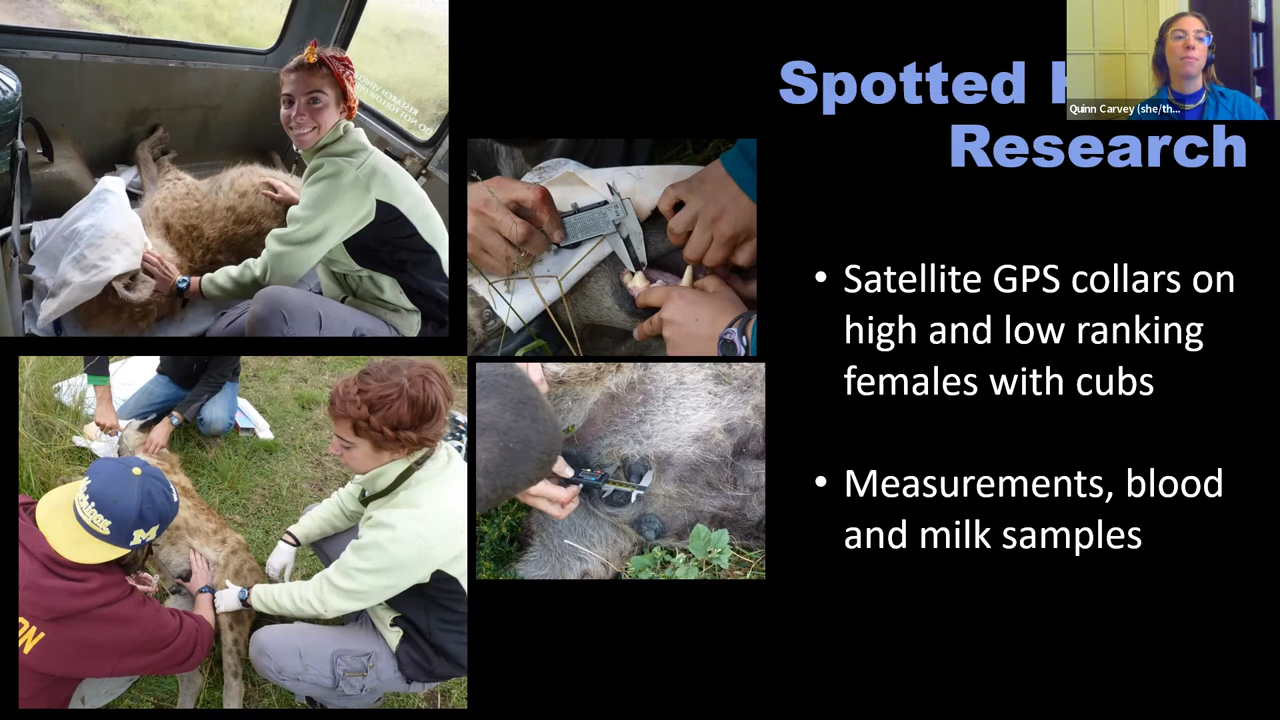 Spotted
Research
Quinn Carvey (she/th...
• Satellite GPS collars on
high and low ranking
females with cubs
• Measurements, blood
and milk samples
Michigan
M